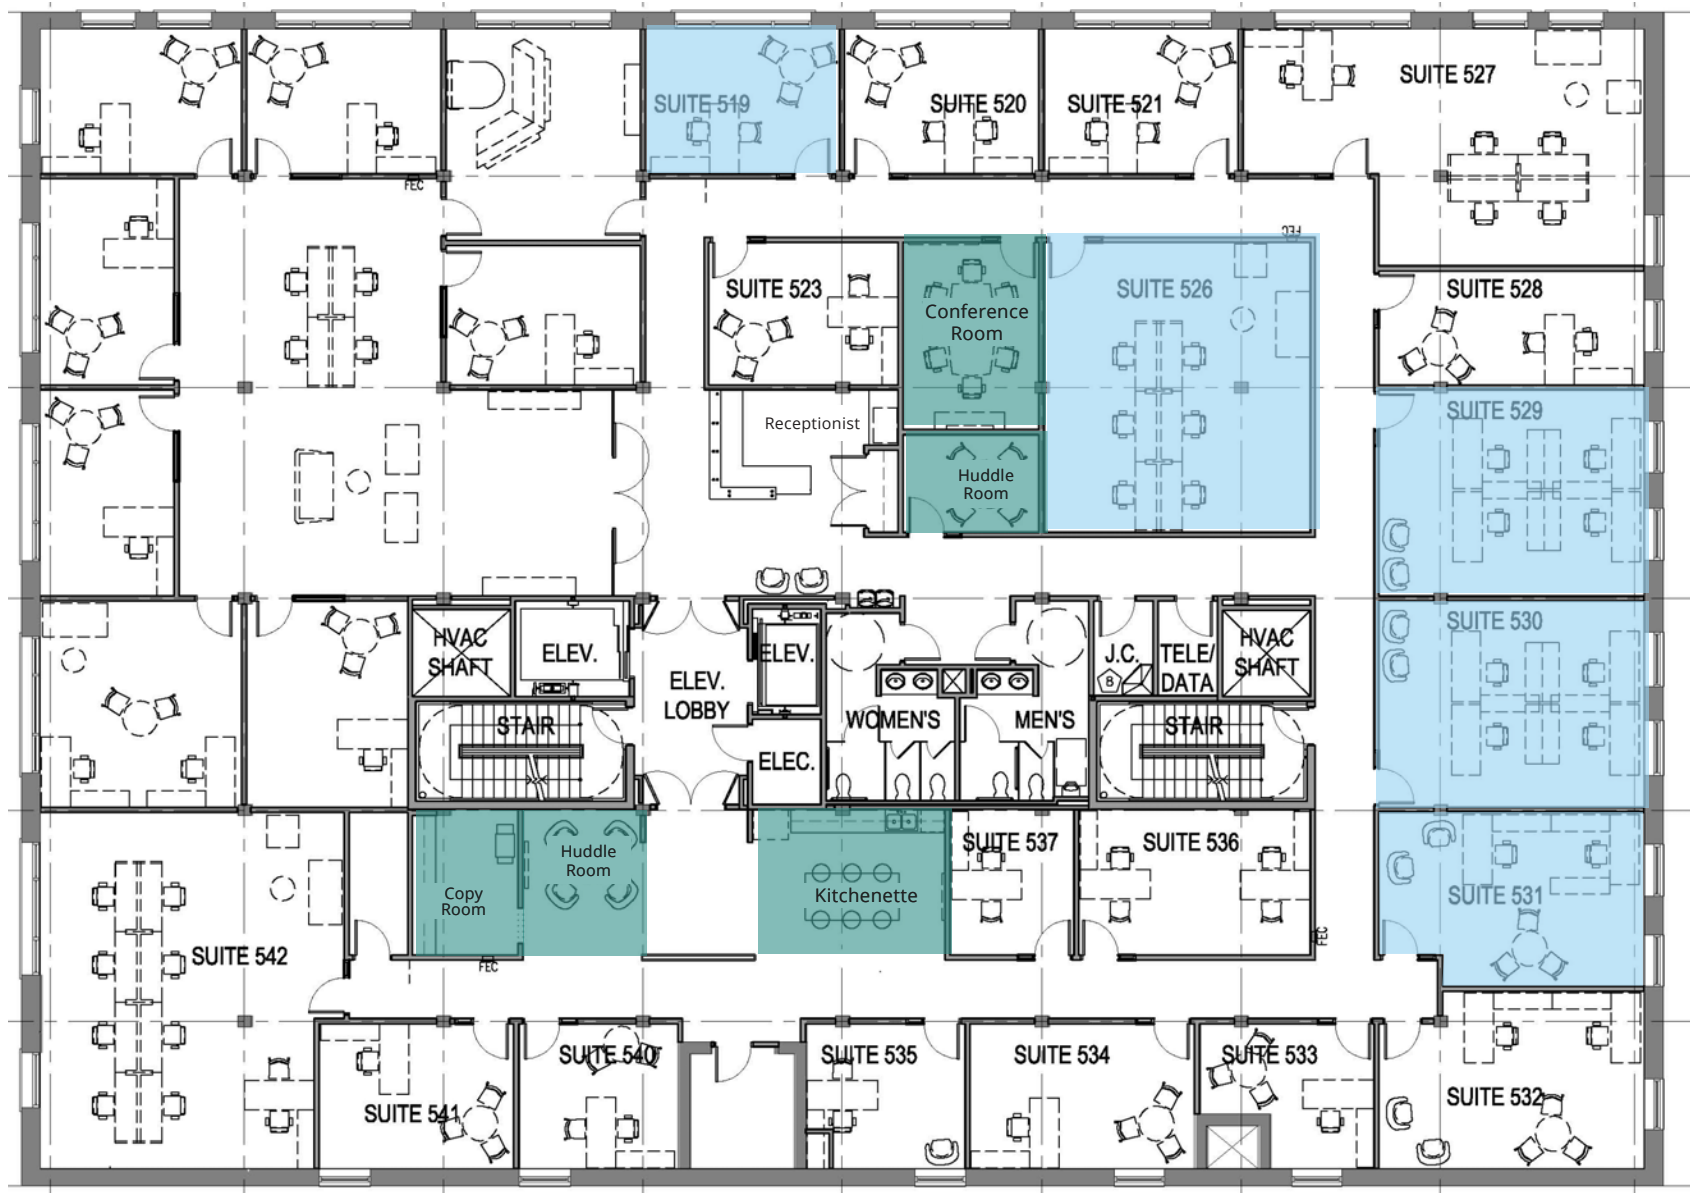 SUITE 527
SUITE 519
SUITE 520
SUITE 521
FEC
FEC
SUITE 523
SUITE 526
SUITE 528
Conference
Room
SUITE 529
Receptionist
Huddle
Room
SUITE 530
HVAC
SHAFT
ELEV.
ELEV.
LOBBY
ELEV.
J.C.
8
TELE/
DATA
HVAC
SHAFT
STAIR
WOMEN'S
MEN'S
STAIR
ELEC.
Huddle
Room
Copy
Room
Kitchenette
SUITE 537
SUITE 536
SUITE 531
FEC
SUITE 542
FEC
SUITE 540
SUITE 535
SUITE 534
SUITE 533
SUITE 541
SUITE 532